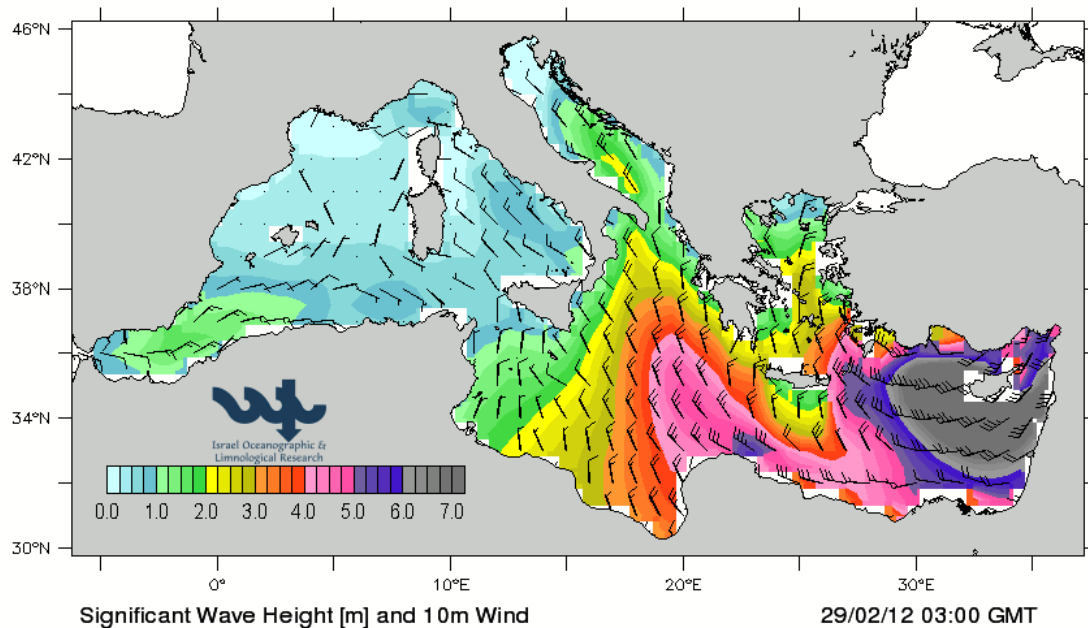 46°N
42°N
38°N
34°N
30°N
Israel Oceanographic &
Limnological Research
0.0 1.0 2.0 3.0 4.0 5.0 6.0 7.0
0° 10°E 20°E 30°E
Significant Wave Height [m] and 10m Wind 29/02/12 03:00 GMT